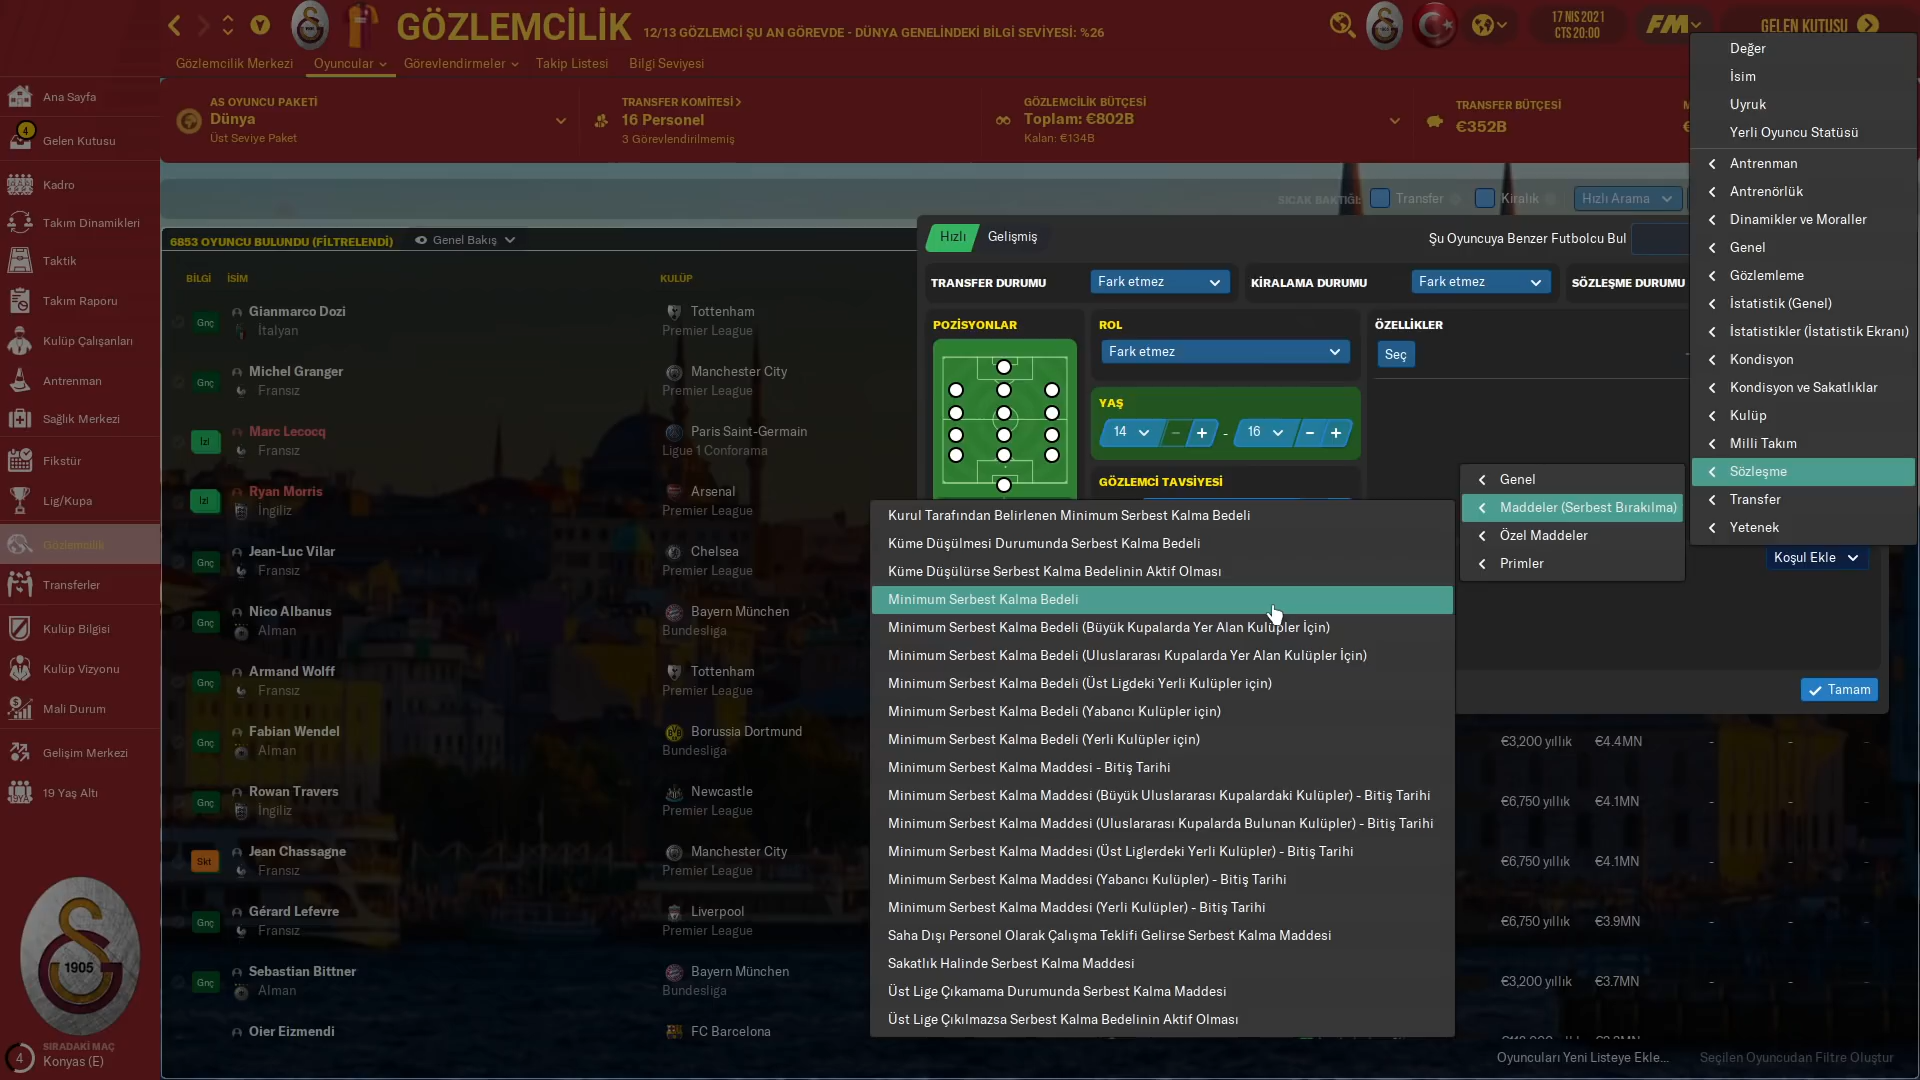 GÖZLEMCİLİK
12/13 GÖZLEMCİ ŞU AN GÖREVDE - DÜNYA GENELİNDEKİ BİLGİ SEVİYESİ: %26
17 NIS 2021
CTS 20:00
FM
GELEN KUTUSU
Gözlemcilik Merkezi
Oyuncular
Görevlendirmeler
Takip Listesi
Bilgi Seviyesi
AS OYUNCU PAKETİ
Dünya
Üst Seviye Paket
TRANSFER KOMİTESİ
16 Personel
3 Görevlendirilmemiş
GÖZLEMCİLİK BÜTÇESİ
Toplam: €802B
Kalan: €134B
TRANSFER BÜTÇESİ
€352B
Ana Sayfa
4
Gelen Kutusu
Kadro
Takım Dinamikleri
Taktik
Takım Raporu
Kulüp Çalışanları
Antrenman
Sağlık Merkezi
Fikstür
Lig/Kupa
Gözlemcilik
Transferler
Kulüp Bilgisi
Kulüp Vizyonu
Mali Durum
Gelişim Merkezi
19 Yaş Altı
1905
SIRADAKİ MAÇ
4
Konyas (E)
SICAK BAKTIĞI:
Transfer
Kiralık
Hızlı Arama
6853 OYUNCU BULUNDU (FİLTRELENDİ)
Genel Bakış
BİLGİ
İSİM
KULÜP
Gnç
Gianmarco Dozi
İtalyan
Tottenham
Premier League
Gnç
Michel Granger
Fransız
Manchester City
Premier League
İzl
Marc Lecocq
Fransız
Paris Saint-Germain
Ligue 1 Conforama
İzl
Ryan Morris
İngiliz
Arsenal
Premier League
Gnç
Jean-Luc Vilar
Fransız
Chelsea
Premier League
Gnç
Nico Albanus
Alman
Bayern München
Bundesliga
Gnç
Armand Wolff
Fransız
Tottenham
Premier League
Gnç
Fabian Wendel
Alman
Borussia Dortmund
Bundesliga
Gnç
Rowan Travers
İngiliz
Newcastle
Premier League
Skt
Jean Chassagne
Fransız
Manchester City
Premier League
Gnç
Gérard Lefevre
Fransız
Liverpool
Premier League
Gnç
Sebastian Bittner
Alman
Bayern München
Bundesliga
Oier Eizmendi
FC Barcelona
Hızlı
Gelişmiş
Şu Oyuncuya Benzer Futbolcu Bul
TRANSFER DURUMU
Fark etmez
KİRALAMA DURUMU
Fark etmez
SÖZLEŞME DURUMU
POZİSYONLAR
ROL
Fark etmez
ÖZELLİKLER
Seç
YAŞ
14
-
16
GÖZLEMCİ TAVSİYESİ
Koşul Ekle
Tamam
Değer
İsim
Uyruk
Yerli Oyuncu Statüsü
Antrenman
Antrenörlük
Dinamikler ve Moraller
Genel
Gözlemleme
İstatistik (Genel)
İstatistikler (İstatistik Ekranı)
Kondisyon
Kondisyon ve Sakatlıklar
Kulüp
Milli Takım
Sözleşme
Transfer
Yetenek
Genel
Maddeler (Serbest Bırakılma)
Özel Maddeler
Primler
Kurul Tarafından Belirlenen Minimum Serbest Kalma Bedeli
Küme Düşülmesi Durumunda Serbest Kalma Bedeli
Küme Düşülürse Serbest Kalma Bedelinin Aktif Olması
Minimum Serbest Kalma Bedeli
Minimum Serbest Kalma Bedeli (Büyük Kupalarda Yer Alan Kulüpler İçin)
Minimum Serbest Kalma Bedeli (Uluslararası Kupalarda Yer Alan Kulüpler İçin)
Minimum Serbest Kalma Bedeli (Üst Ligdeki Yerli Kulüpler için)
Minimum Serbest Kalma Bedeli (Yabancı Kulüpler için)
Minimum Serbest Kalma Bedeli (Yerli Kulüpler için)
Minimum Serbest Kalma Maddesi - Bitiş Tarihi
Minimum Serbest Kalma Maddesi (Büyük Uluslararası Kupalardaki Kulüpler) - Bitiş Tarihi
Minimum Serbest Kalma Maddesi (Uluslararası Kupalarda Bulunan Kulüpler) - Bitiş Tarihi
Minimum Serbest Kalma Maddesi (Üst Liglerdeki Yerli Kulüpler) - Bitiş Tarihi
Minimum Serbest Kalma Maddesi (Yabancı Kulüpler) - Bitiş Tarihi
Minimum Serbest Kalma Maddesi (Yerli Kulüpler) - Bitiş Tarihi
Saha Dışı Personel Olarak Çalışma Teklifi Gelirse Serbest Kalma Maddesi
Sakatlık Halinde Serbest Kalma Maddesi
Üst Lige Çıkamama Durumunda Serbest Kalma Maddesi
Üst Lige Çıkılmazsa Serbest Kalma Bedelinin Aktif Olması
€3,200 yıllık €4.4MN - - -
€6,750 yıllık €4.1MN - - -
€6,750 yıllık €4.1MN - - -
€6,750 yıllık €3.9MN - - -
€3,200 yıllık €3.7MN - - -
Oyuncuları Yeni Listeye Ekle...
Seçilen Oyuncudan Filtre Oluştur